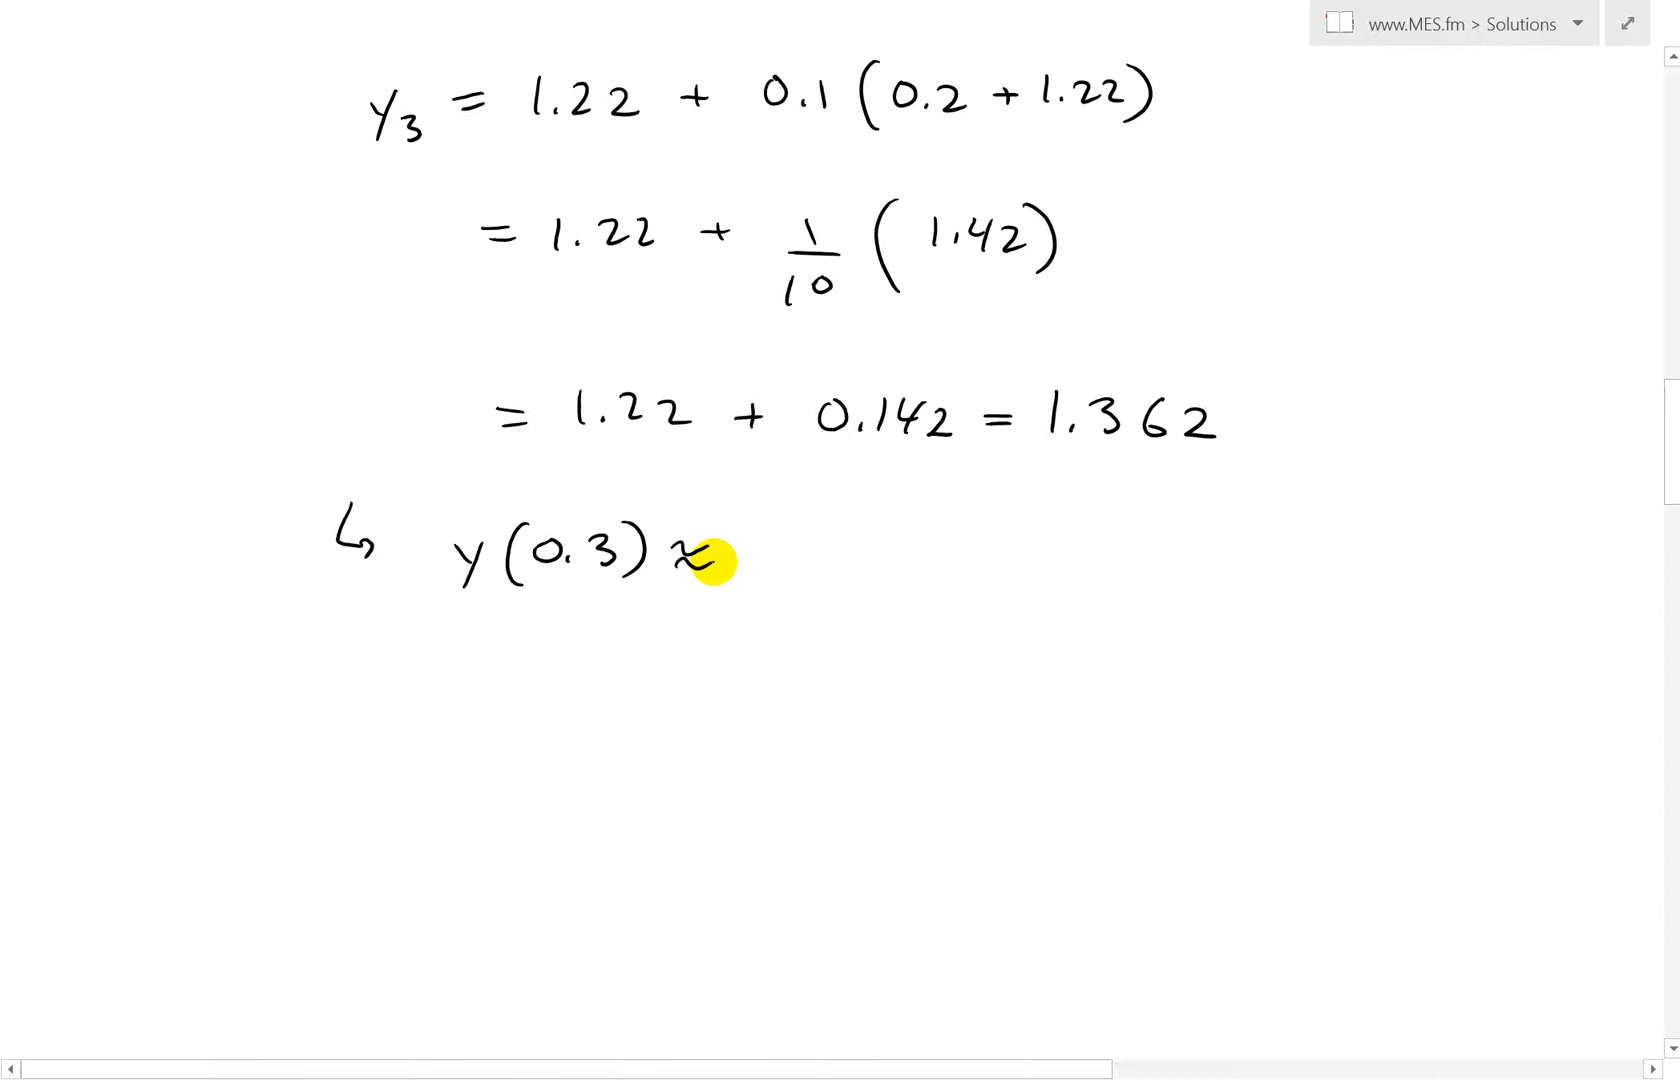 www.MES.fm > Solutions
y₃ = 1.22 + 0.1 (0.2 + 1.22)
= 1.22 + 1/10 (1.42)
= 1.22 + 0.142 = 1.362
↳ y(0.3) ≈